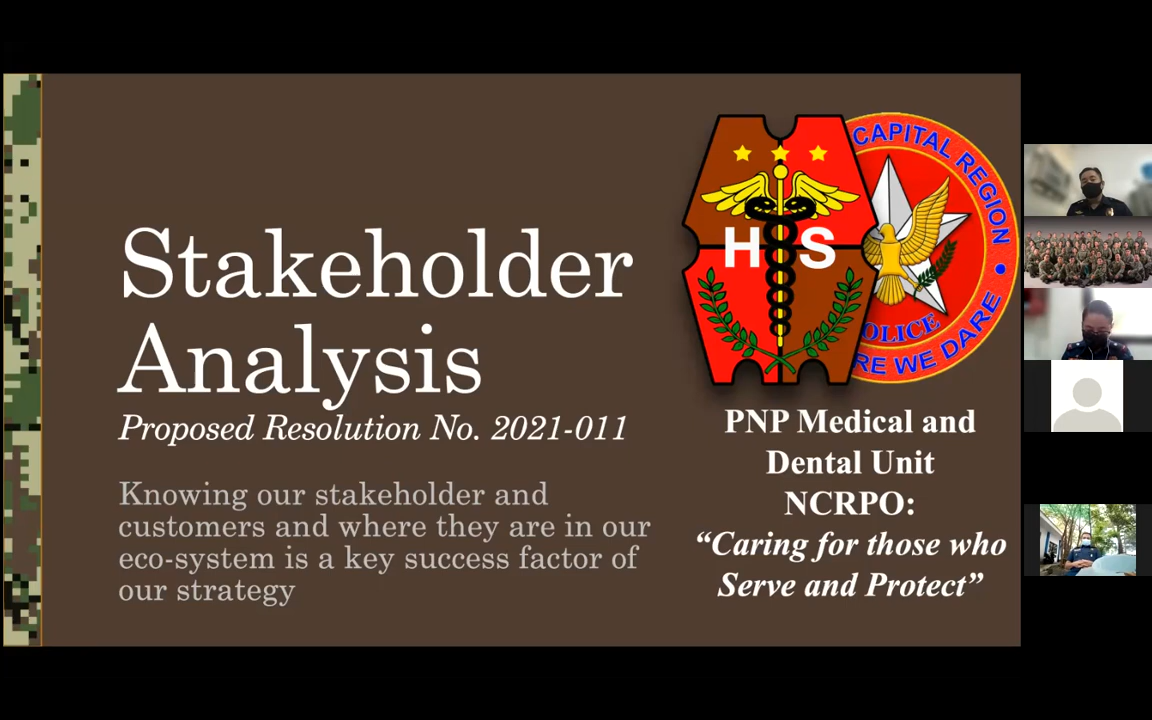 Stakeholder
Analysis
Proposed Resolution No. 2021-011
Knowing our stakeholder and
customers and where they are in our
eco-system is a key success factor of
our strategy
H S
CAPITAL REGION
POLICE
WE DARE
PNP Medical and
Dental Unit
NCRPO:
“Caring for those who
Serve and Protect”